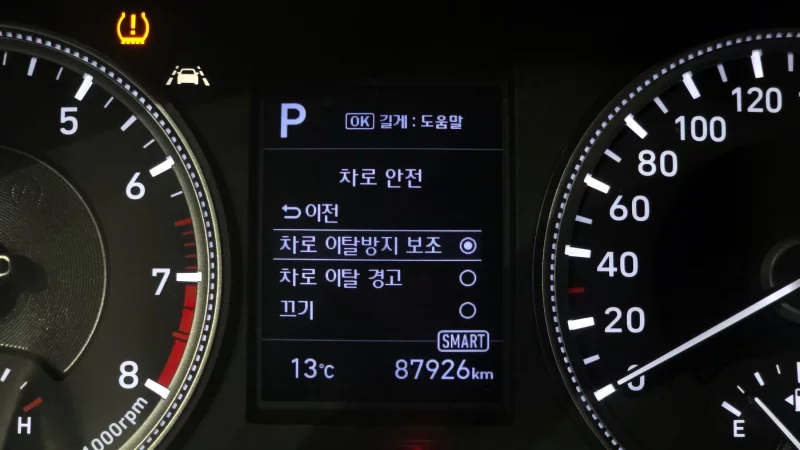 P
OK 길게 : 도움말
차로 안전
이전
차로 이탈방지 보조
차로 이탈 경고
끄기
SMART
13°C 87926km
5
6
7
8
1000rpm
H
120
100
80
60
40
20
0
E